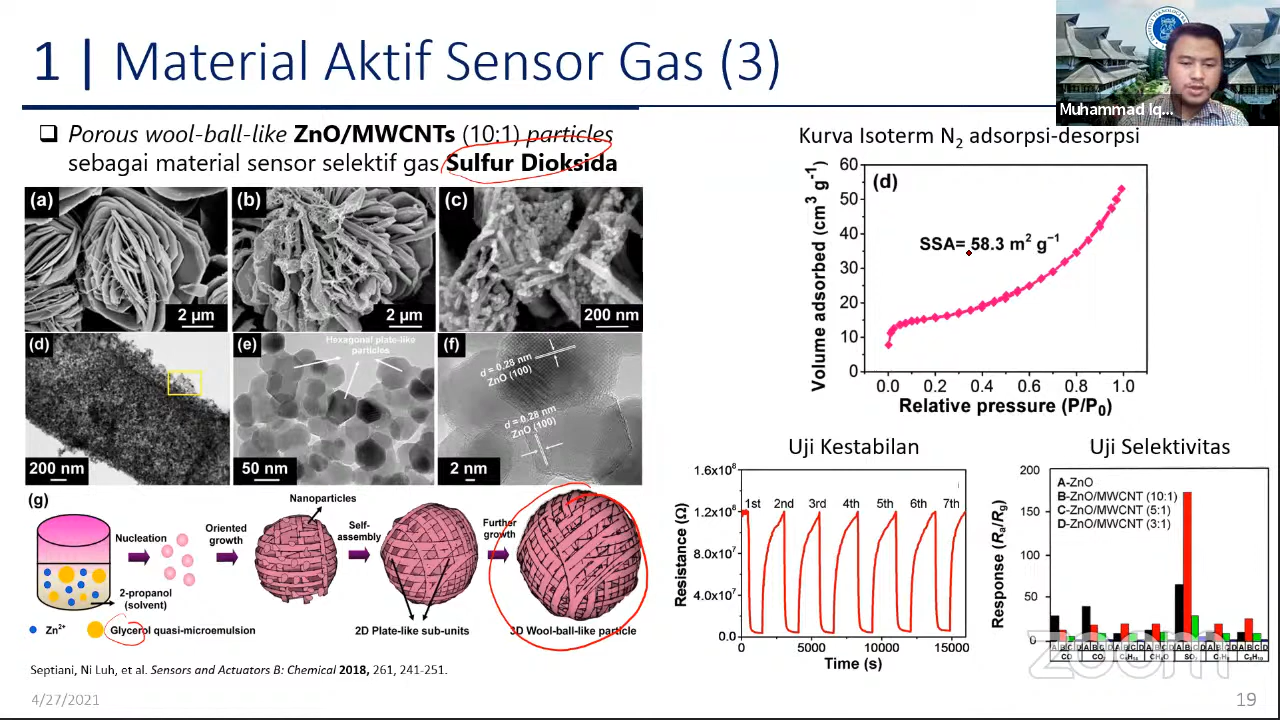 1 | Material Aktif Sensor Gas (3)
Muhammad Iq...
❑ Porous wool-ball-like ZnO/MWCNTs (10:1) particles
sebagai material sensor selektif gas Sulfur Dioksida
(a)
2 µm
(b)
2 µm
(c)
200 nm
(d)
200 nm
(e)
Hexagonal plate-like
particles
50 nm
(f)
d = 0.28 nm
ZnO (100)
d = 0.28 nm
ZnO (100)
2 nm
(g)
Nucleation
Oriented
growth
Nanoparticles
Self-
assembly
Further
growth
2-propanol
(solvent)
Zn2+
Glycerol quasi-microemulsion
2D Plate-like sub-units
3D Wool-ball-like particle
Septiani, Ni Luh, et al. Sensors and Actuators B: Chemical 2018, 261, 241-251.
4/27/2021
Kurva Isoterm N2 adsorpsi-desorpsi
(d)
SSA= 58.3 m2 g−1
Volume adsorbed (cm3 g-1)
60
50
40
30
20
10
0
0.0 0.2 0.4 0.6 0.8 1.0
Relative pressure (P/P0)
Uji Kestabilan
Resistance (Ω)
1.6x10⁸
1.2x10⁸
8.0x10⁷
4.0x10⁷
0.0
1st 2nd 3rd 4th 5th 6th 7th
0 5000 10000 15000
Time (s)
Uji Selektivitas
Response (Ra/Rg)
200
150
100
50
0
A-ZnO
B-ZnO/MWCNT (10:1)
C-ZnO/MWCNT (5:1)
D-ZnO/MWCNT (3:1)
A B C D A B C D A B C D A B C D A B C D A B C D A B C D
CO
zoom
19